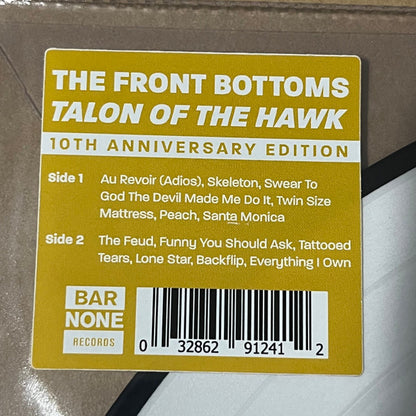 THE FRONT BOTTOMS
TALON OF THE HAWK
10TH ANNIVERSARY EDITION
Side 1 Au Revoir (Adios), Skeleton, Swear To
God The Devil Made Me Do It, Twin Size
Mattress, Peach, Santa Monica
Side 2 The Feud, Funny You Should Ask, Tattooed
Tears, Lone Star, Backflip, Everything I Own
BAR
NONE
RECORDS
0 32862 91241 2